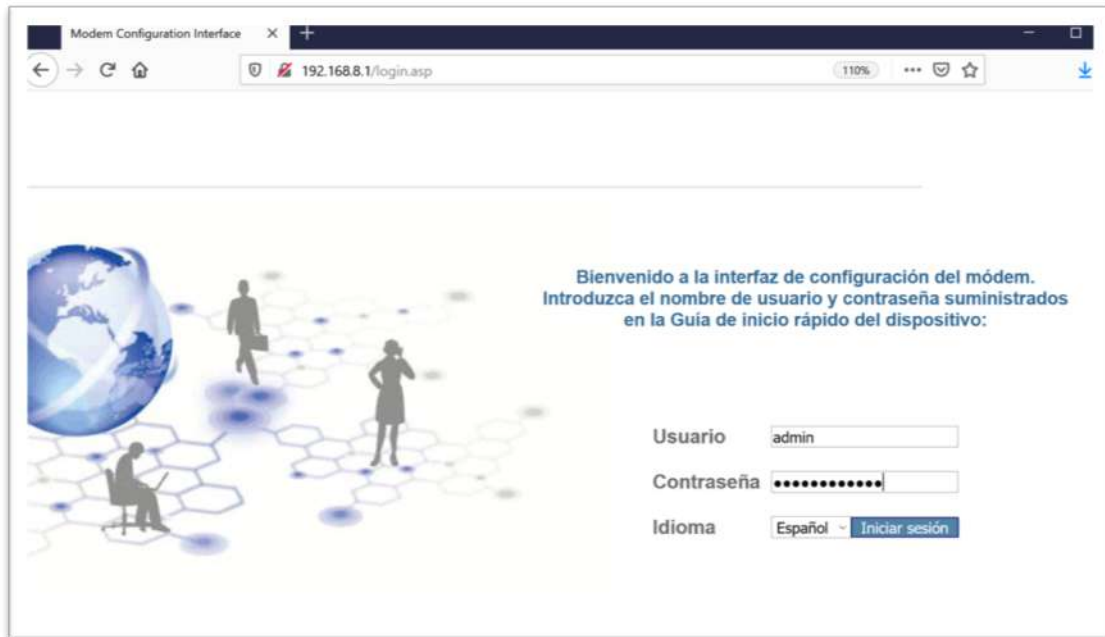 Modem Configuration Interface
192.168.8.1/login.asp
110%
Bienvenido a la interfaz de configuración del módem.
Introduzca el nombre de usuario y contraseña suministrados
en la Guía de inicio rápido del dispositivo:
Usuario admin
Contraseña ••••••••••••
Idioma Español Iniciar sesión